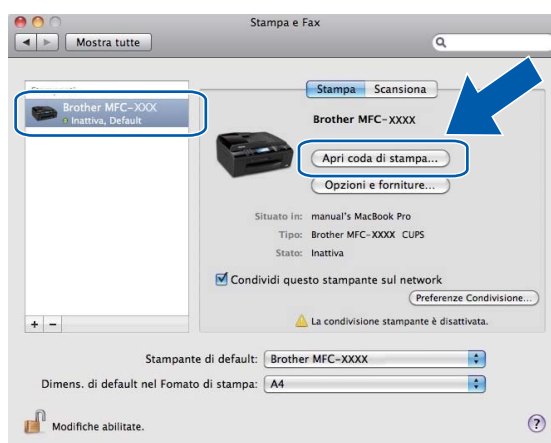 Stampa e Fax
Mostra tutte
Stampa Scansiona
Brother MFC-XXX
Inattiva, Default
Brother MFC-XXXX
Apri coda di stampa...
Opzioni e forniture...
Situato in: manual's MacBook Pro
Tipo: Brother MFC-XXXX CUPS
Stato: Inattiva
Condividi questo stampante sul network
Preferenze Condivisione...
La condivisione stampante è disattivata.
+ −
Stampante di default: Brother MFC-XXXX
Dimens. di default nel Fomato di stampa: A4
Modifiche abilitate.
?